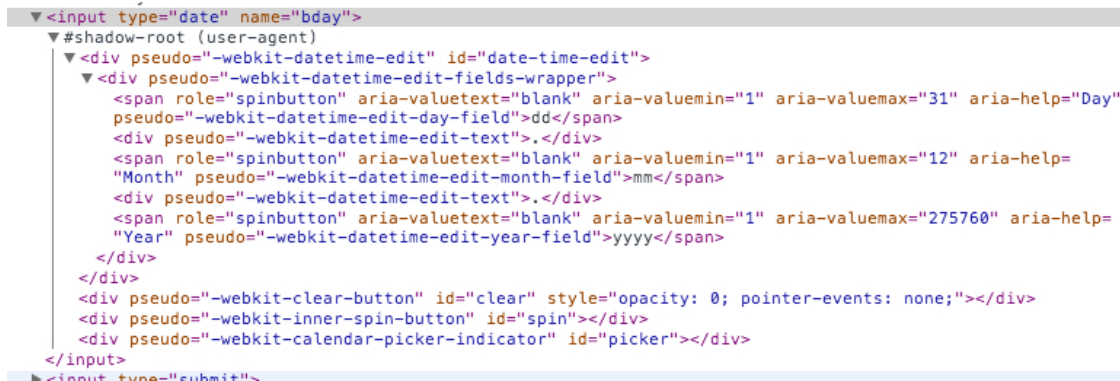 ▼<input type="date" name="bday">
▼#shadow-root (user-agent)
▼<div pseudo="-webkit-datetime-edit" id="date-time-edit">
▼<div pseudo="-webkit-datetime-edit-fields-wrapper">
<span role="spinbutton" aria-valuetext="blank" aria-valuemin="1" aria-valuemax="31" aria-help="Day"
pseudo="-webkit-datetime-edit-day-field">dd</span>
<div pseudo="-webkit-datetime-edit-text">.</div>
<span role="spinbutton" aria-valuetext="blank" aria-valuemin="1" aria-valuemax="12" aria-help=
"Month" pseudo="-webkit-datetime-edit-month-field">mm</span>
<div pseudo="-webkit-datetime-edit-text">.</div>
<span role="spinbutton" aria-valuetext="blank" aria-valuemin="1" aria-valuemax="275760" aria-help=
"Year" pseudo="-webkit-datetime-edit-year-field">yyyy</span>
</div>
</div>
<div pseudo="-webkit-clear-button" id="clear" style="opacity: 0; pointer-events: none;"></div>
<div pseudo="-webkit-inner-spin-button" id="spin"></div>
<div pseudo="-webkit-calendar-picker-indicator" id="picker"></div>
</input>
▶<input type="submit">